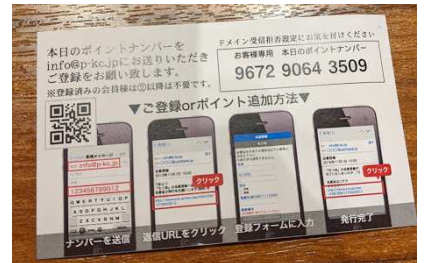 本日のポイントナンバーを
info@p-kc.jpにお送りいただき
ご登録をお願い致します。
※登録済みの会員様は③以降は不要です。
ドメイン受信拒否設定にお気を付けください
お客様専用 本日のポイントナンバー
9672 9064 3509
▼ご登録orポイント追加方法▼
info@p-kc.jp
123456789012
クリック
クリック
ナンバーを送信
返信URLをクリック
登録フォームに入力
発行完了